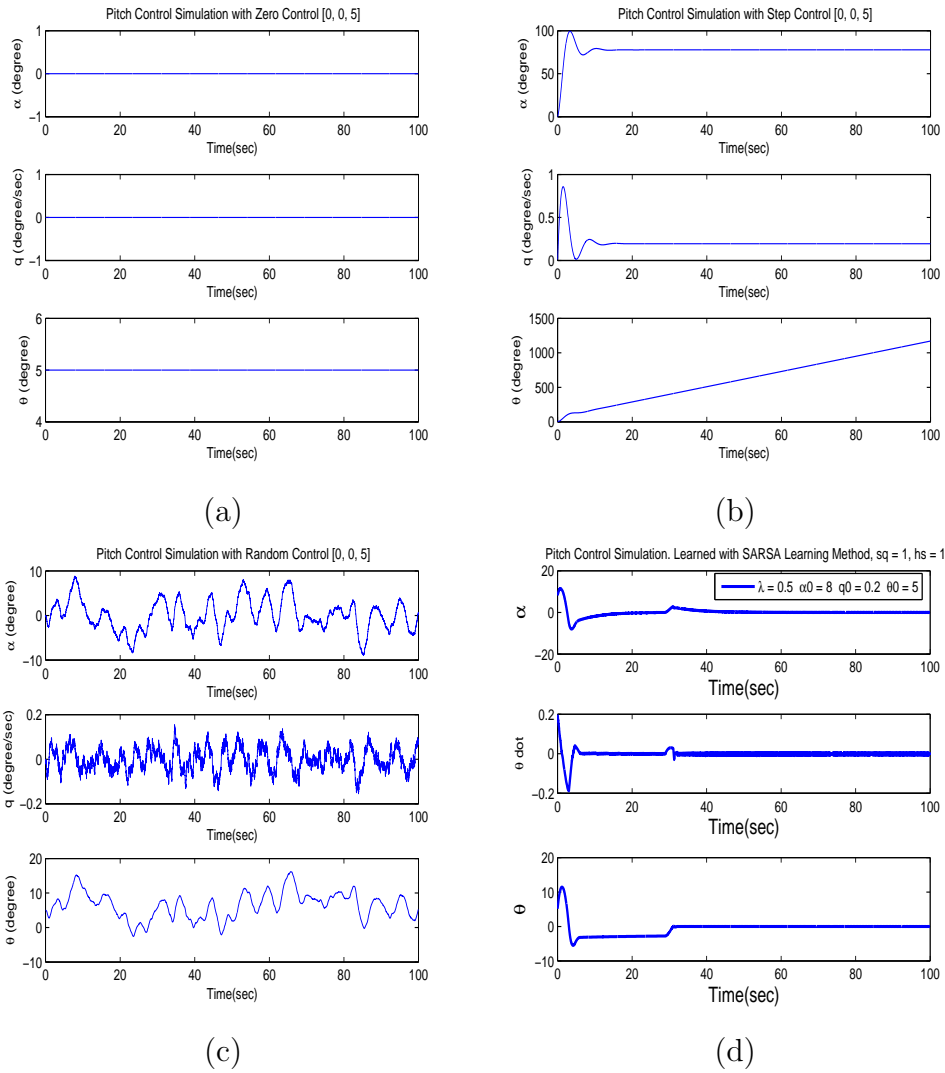 Pitch Control Simulation with Zero Control [0, 0, 5]
1
0
−1
α (degree)
0 20 40 60 80 100
Time(sec)
1
0
−1
q (degree/sec)
0 20 40 60 80 100
Time(sec)
6
5
4
θ (degree)
0 20 40 60 80 100
Time(sec)
(a)
Pitch Control Simulation with Step Control [0, 0, 5]
100
50
0
α (degree)
0 20 40 60 80 100
Time(sec)
1
0.5
0
q (degree/sec)
0 20 40 60 80 100
Time(sec)
1500
1000
500
0
θ (degree)
0 20 40 60 80 100
Time(sec)
(b)
Pitch Control Simulation with Random Control [0, 0, 5]
10
0
−10
α (degree)
0 20 40 60 80 100
Time(sec)
0.2
0
−0.2
q (degree/sec)
0 20 40 60 80 100
Time(sec)
20
10
0
−10
θ (degree)
0 20 40 60 80 100
Time(sec)
(c)
Pitch Control Simulation. Learned with SARSA Learning Method, sq = 1, hs = 1
λ = 0.5 α0 = 8 q0 = 0.2 θ0 = 5
20
0
−20
α
0 20 40 60 80 100
Time(sec)
0.2
0
−0.2
θ dot
0 20 40 60 80 100
Time(sec)
20
10
0
−10
θ
0 20 40 60 80 100
Time(sec)
(d)